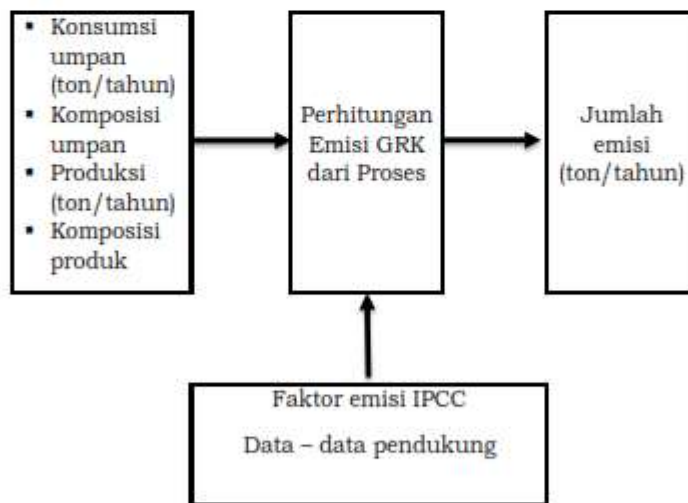 ▪ Konsumsi
umpan
(ton/tahun)
▪ Komposisi
umpan
▪ Produksi
(ton/tahun)
▪ Komposisi
produk
Perhitungan
Emisi GRK
dari Proses
Jumlah
emisi
(ton/tahun)
Faktor emisi IPCC
Data – data pendukung